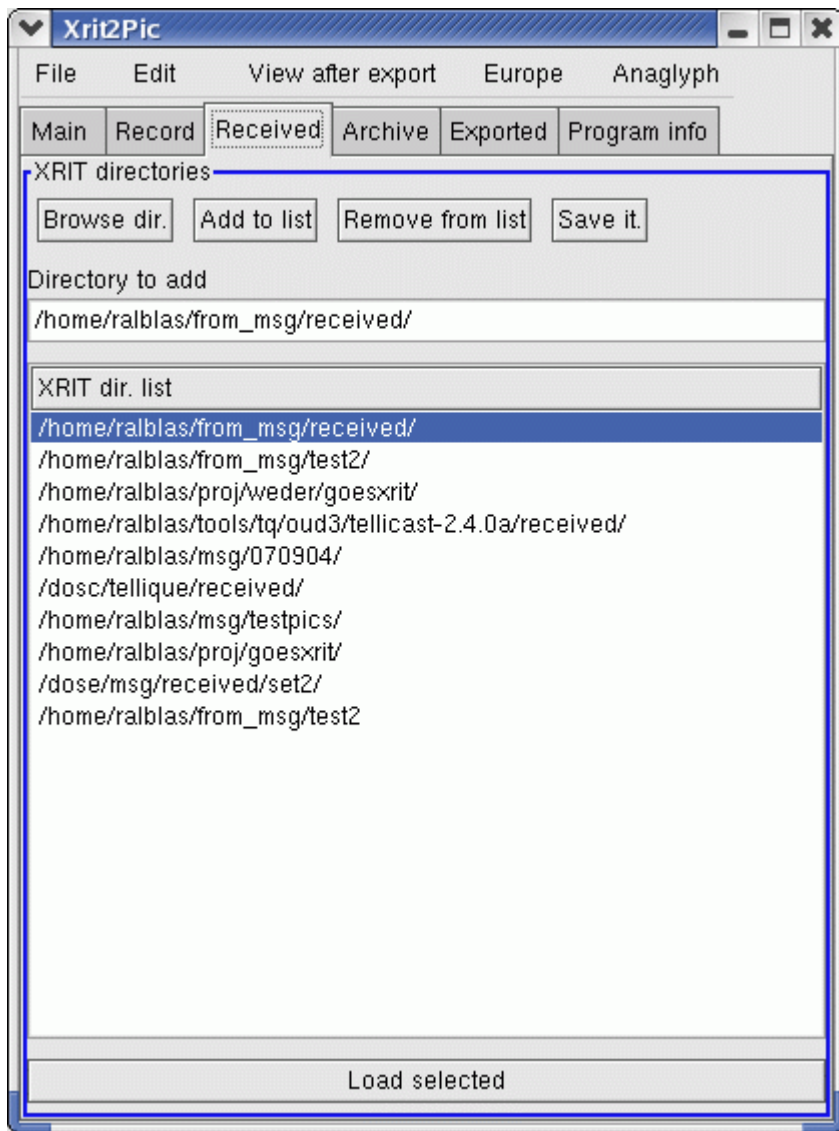 Xrit2Pic
File Edit View after export Europe Anaglyph
Main Record Received Archive Exported Program info
XRIT directories
Browse dir. Add to list Remove from list Save it.
Directory to add
/home/ralblas/from_msg/received/
XRIT dir. list
/home/ralblas/from_msg/received/
/home/ralblas/from_msg/test2/
/home/ralblas/proj/weder/goesxrit/
/home/ralblas/tools/tq/oud3/tellicast-2.4.0a/received/
/home/ralblas/msg/070904/
/dosc/tellique/received/
/home/ralblas/msg/testpics/
/home/ralblas/proj/goesxrit/
/dose/msg/received/set2/
/home/ralblas/from_msg/test2
Load selected